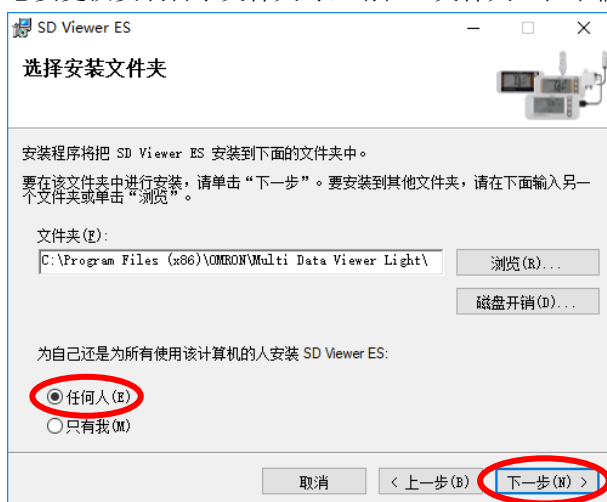 SD Viewer ES
选择安装文件夹
安装程序将把 SD Viewer ES 安装到下面的文件夹中。
要在该文件夹中进行安装，请单击“下一步”。要安装到其他文件夹，请在下面输入另一
个文件夹或单击“浏览”。
文件夹(F):
C:\Program Files (x86)\OMRON\Multi Data Viewer Light\
浏览(R)...
磁盘开销(D)...
为自己还是为所有使用该计算机的人安装 SD Viewer ES:
任何人(E)
只有我(M)
取消
< 上一步(B)
下一步(N) >